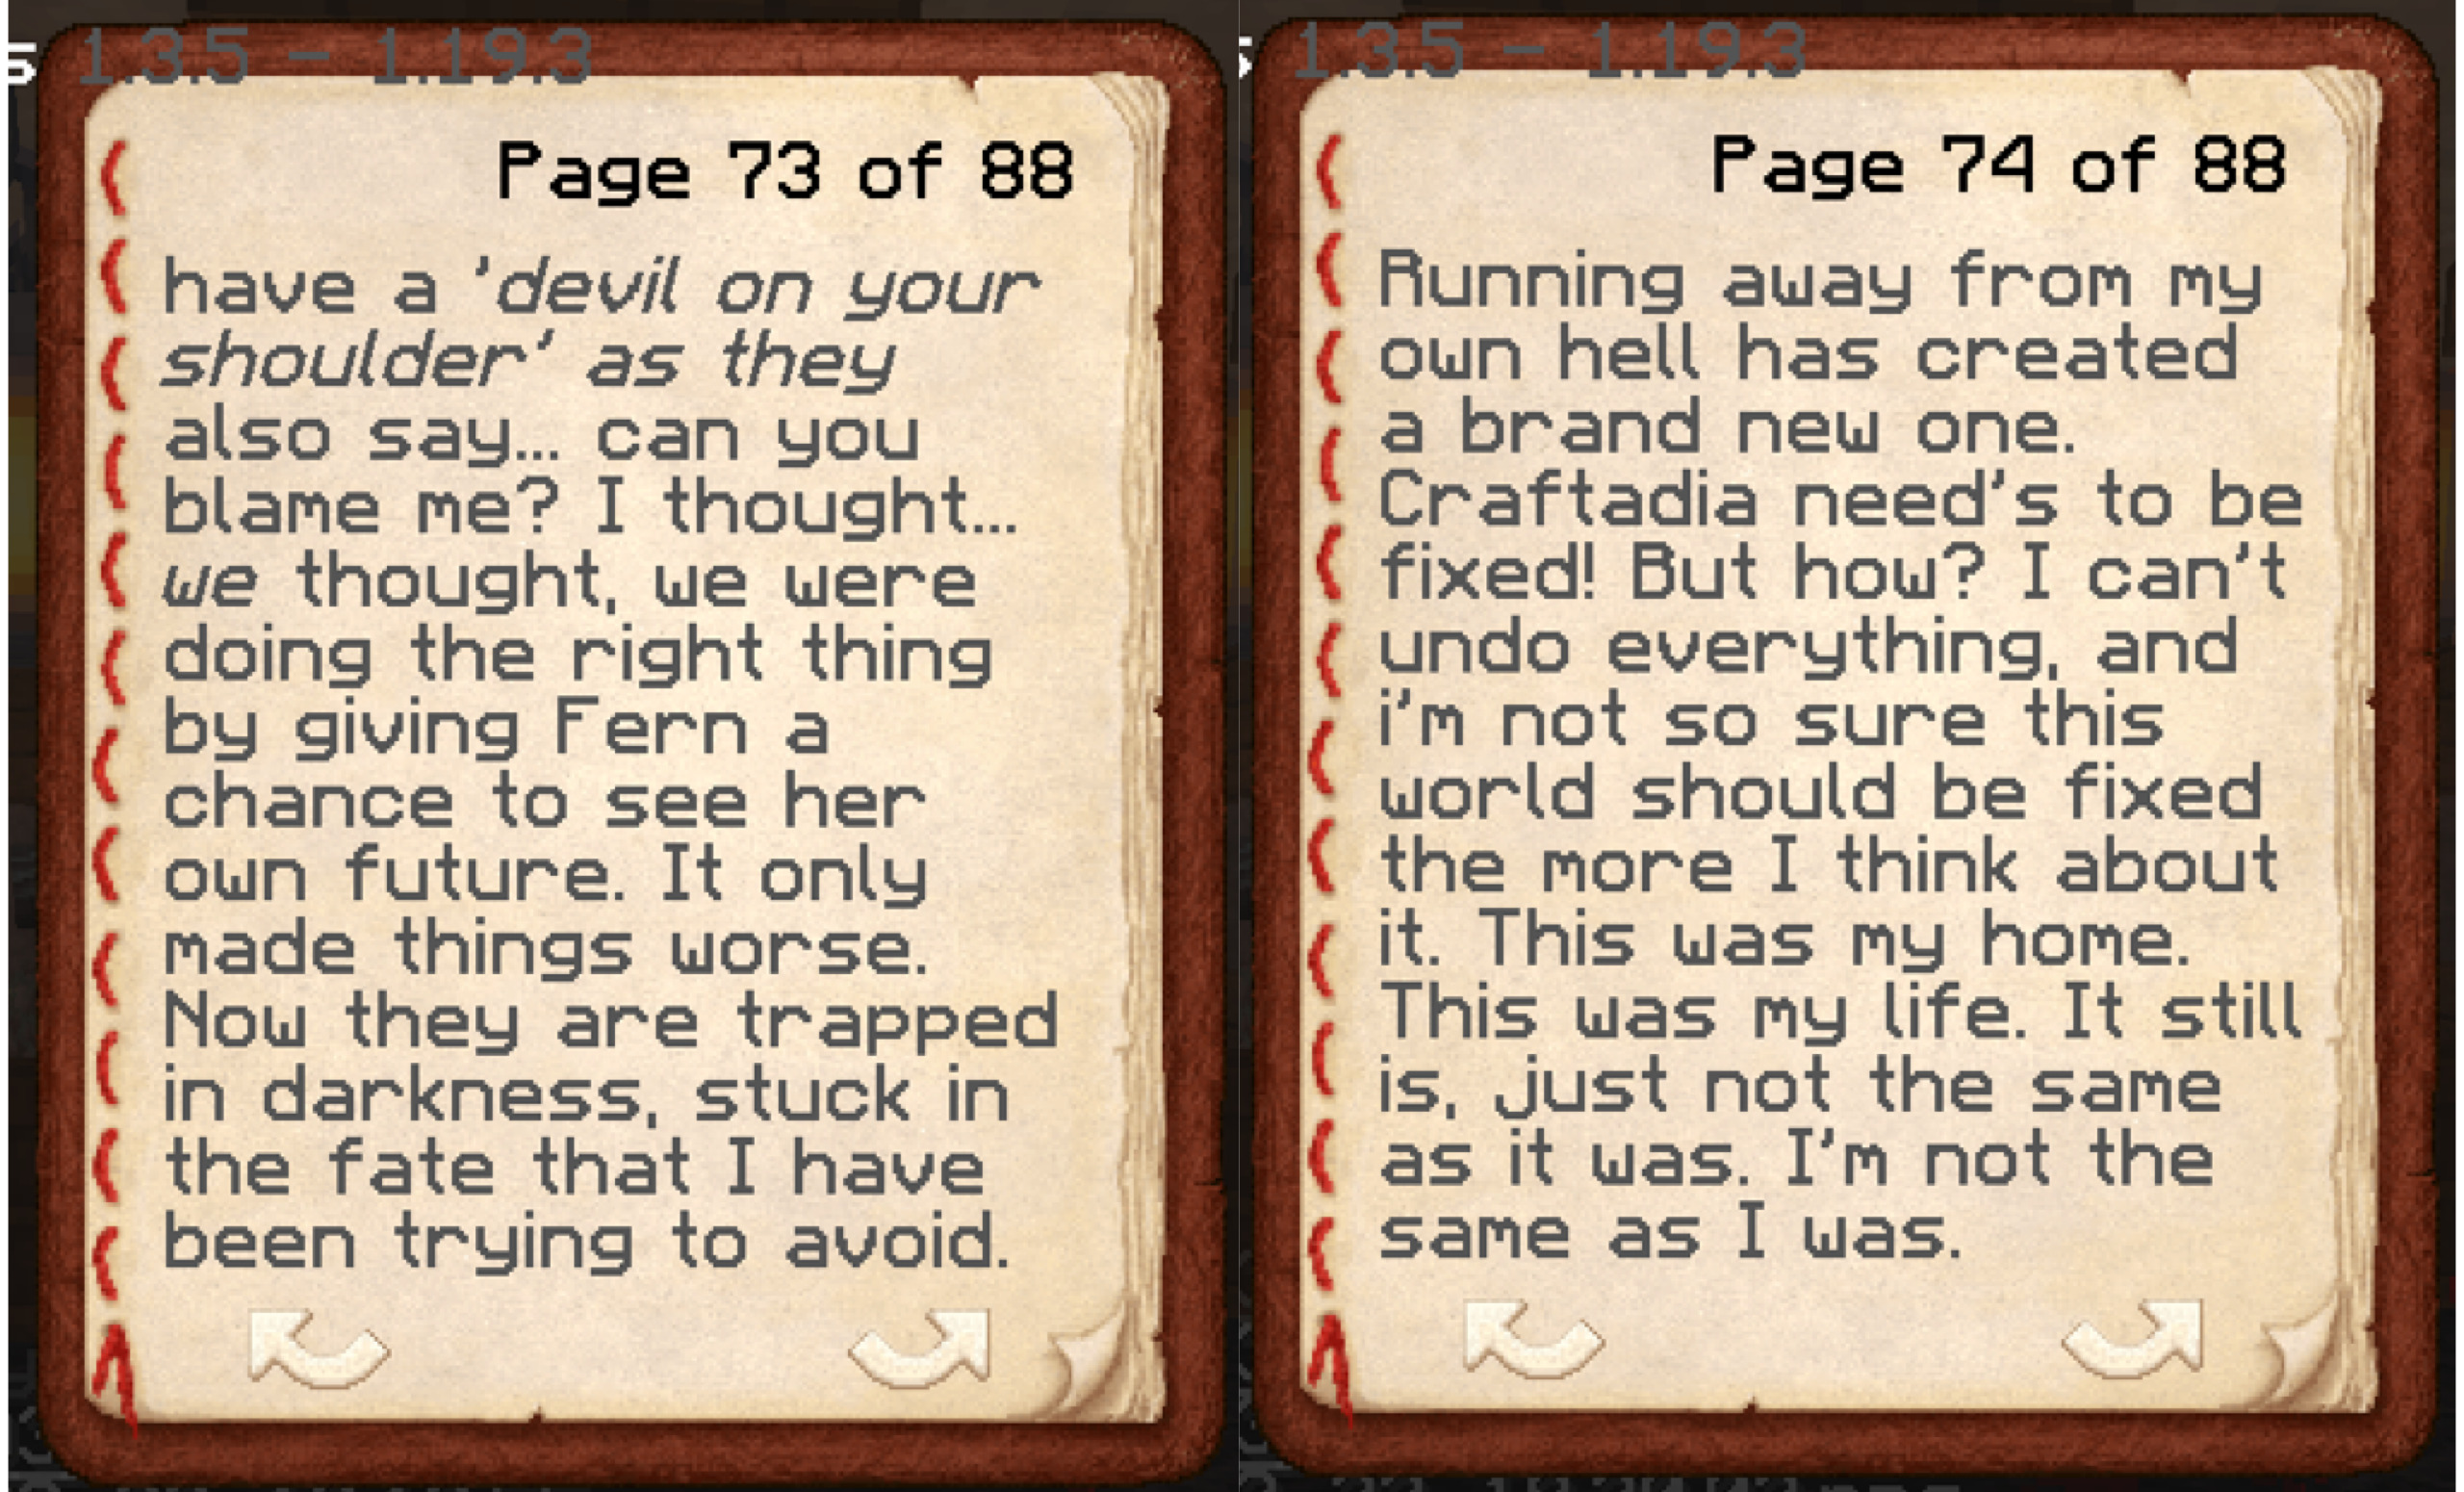 s
1.3.5 - 1.19.3
Page 73 of 88
have a 'devil on your
shoulder' as they
also say... can you
blame me? I thought...
we thought, we were
doing the right thing
by giving Fern a
chance to see her
own future. It only
made things worse.
Now they are trapped
in darkness, stuck in
the fate that I have
been trying to avoid.
1.3.5 - 1.19.3
Page 74 of 88
Running away from my
own hell has created
a brand new one.
Craftadia need's to be
fixed! But how? I can't
undo everything, and
i'm not so sure this
world should be fixed
the more I think about
it. This was my home.
This was my life. It still
is, just not the same
as it was. I'm not the
same as I was.